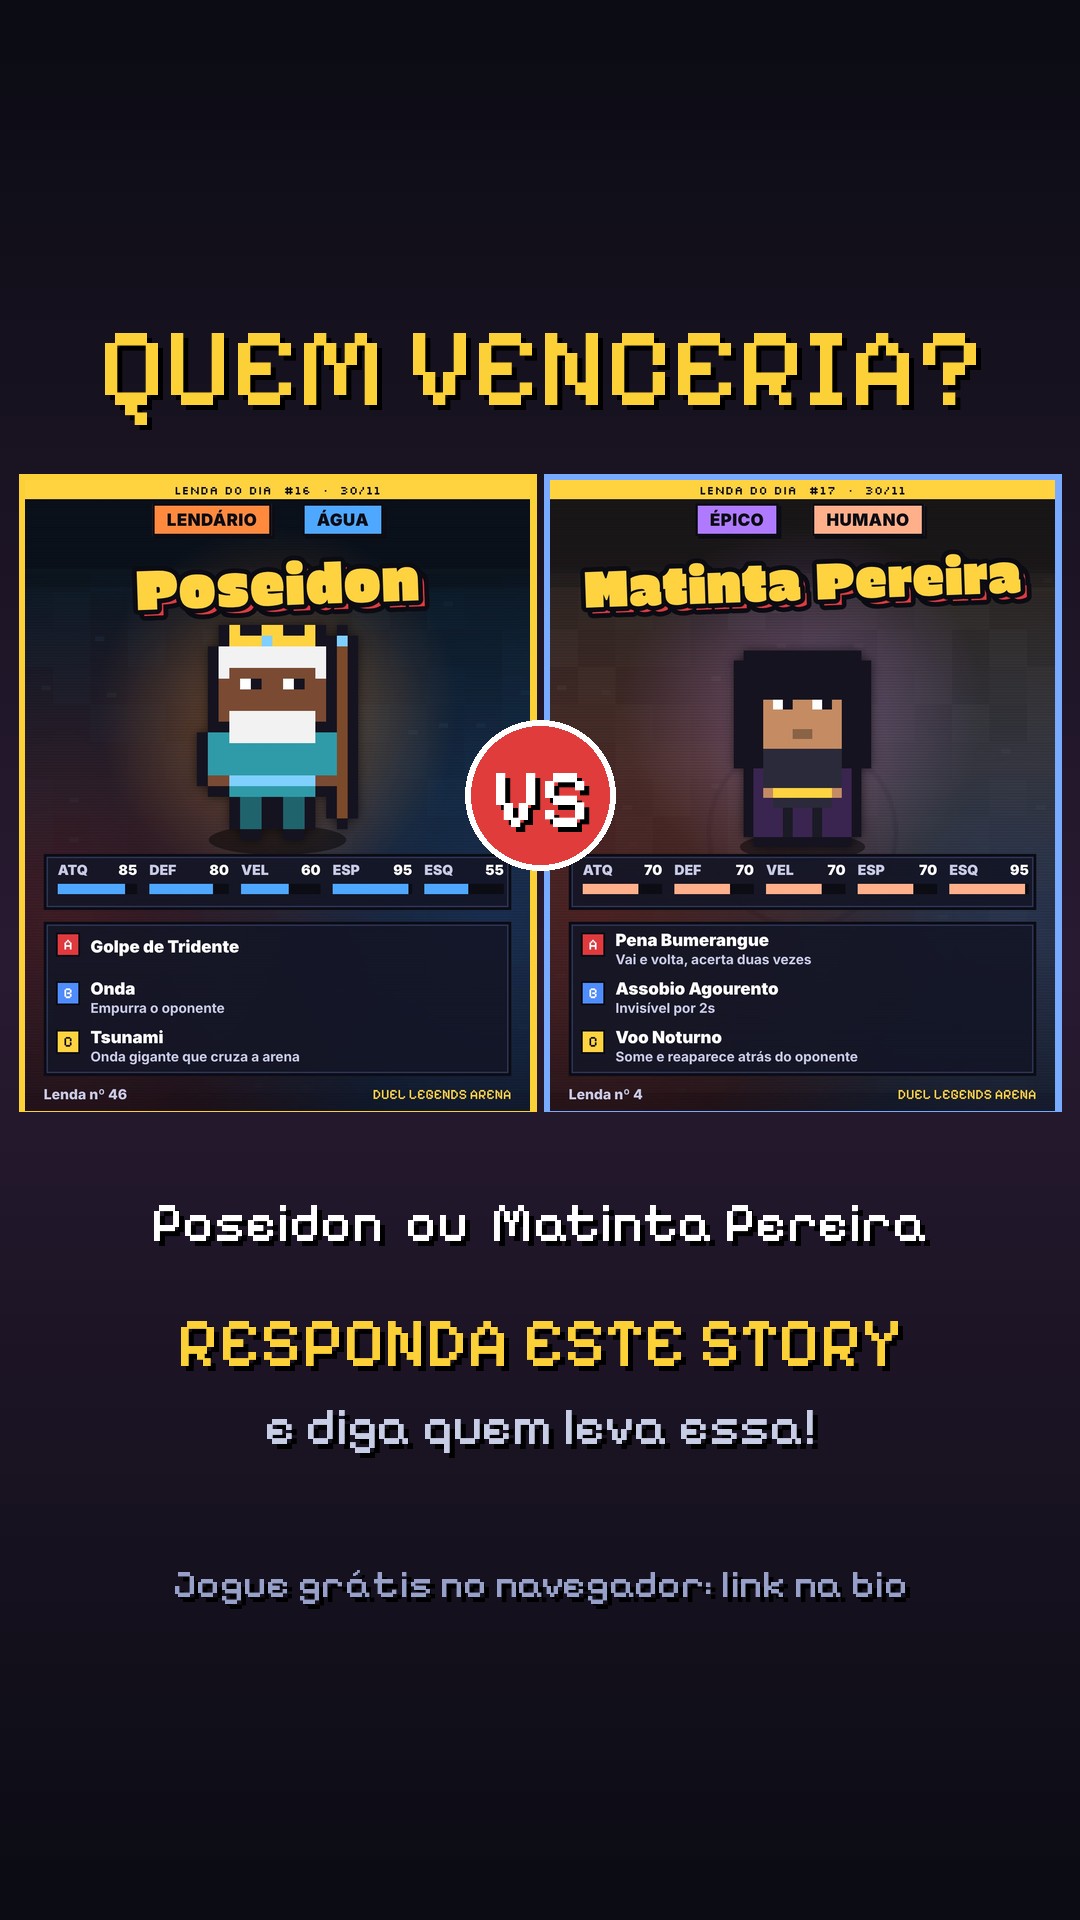 QUEM VENCERIA?
LENDA DO DIA #16 · 30/11
LENDÁRIO ÁGUA
Poseidon
ATQ 85 DEF 80 VEL 60 ESP 95 ESQ 55
A Golpe de Tridente
B Onda
Empurra o oponente
C Tsunami
Onda gigante que cruza a arena
Lenda nº 46 DUEL LEGENDS ARENA
VS
LENDA DO DIA #17 · 30/11
ÉPICO HUMANO
Matinta Pereira
ATQ 70 DEF 70 VEL 70 ESP 70 ESQ 95
A Pena Bumerangue
Vai e volta, acerta duas vezes
B Assobio Agourento
Invisível por 2s
C Voo Noturno
Some e reaparece atrás do oponente
Lenda nº 4 DUEL LEGENDS ARENA
Poseidon ou Matinta Pereira
RESPONDA ESTE STORY
e diga quem leva essa!
Jogue grátis no navegador: link na bio